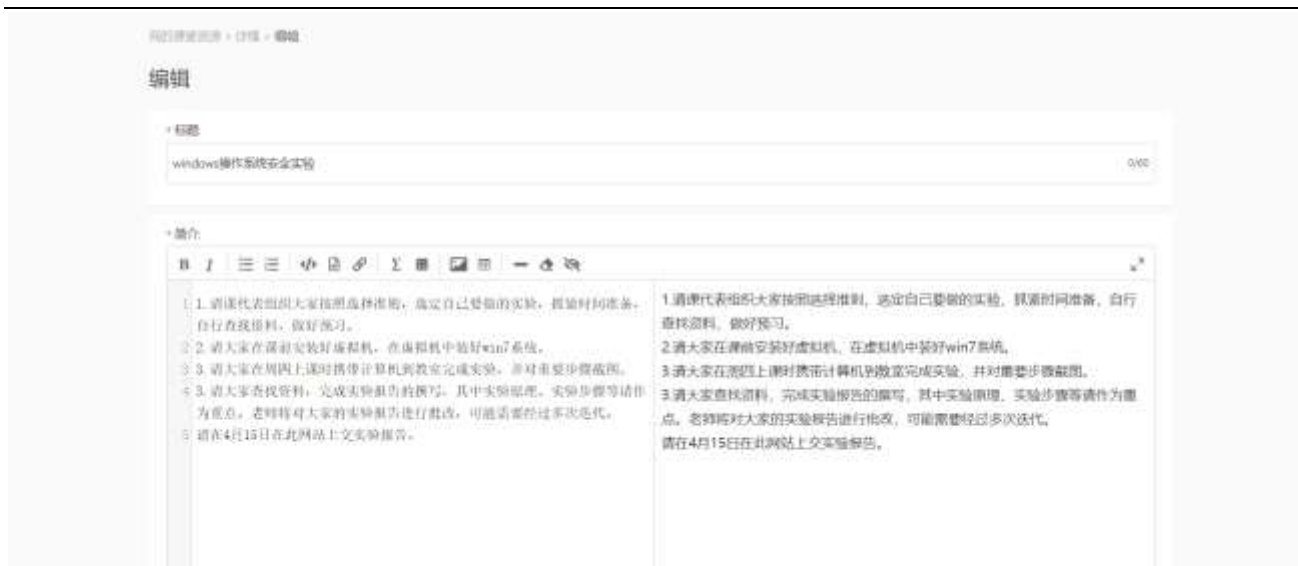 编辑
编辑
标题
windows操作系统安全实验
0/60
简介:
B I Σ
1 1. 请课代表组织大家按照选择准则，选定自己要做的实验，抓紧时间准备，
自行查找资料，做好预习。
2 2. 请大家在课前安装好虚拟机，在虚拟机中装好win7系统。
3 3. 请大家在周四上课时携带计算机到教室完成实验，并对重要步骤截图。
4 3. 请大家查找资料，完成实验报告的撰写，其中实验原理、实验步骤等请作
为重点。老师将对大家的实验报告进行批改，可能需要经过多次迭代。
5 请在4月15日在此网站上交实验报告。
1.请课代表组织大家按照选择准则，选定自己要做的实验，抓紧时间准备，自行
查找资料，做好预习。
2.请大家在课前安装好虚拟机，在虚拟机中装好win7系统。
3.请大家在周四上课时携带计算机到教室完成实验，并对重要步骤截图。
3.请大家查找资料，完成实验报告的撰写，其中实验原理、实验步骤等请作为重
点。老师将对大家的实验报告进行批改，可能需要经过多次迭代。
请在4月15日在此网站上交实验报告。